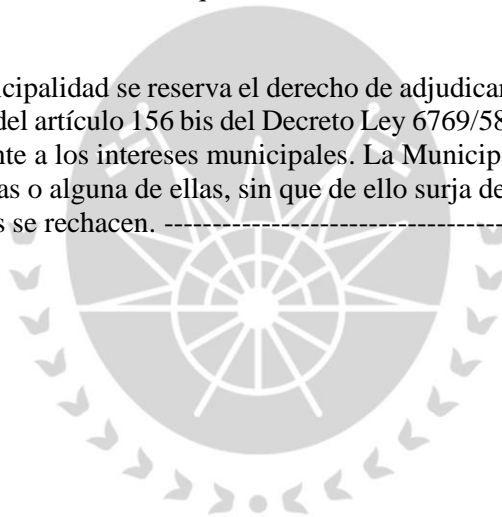 cipalidad se reserva el derecho de adjudicar
del artículo 156 bis del Decreto Ley 6769/58
nte a los intereses municipales. La Municip
as o alguna de ellas, sin que de ello surja de
s se rechacen. -----------------------------------